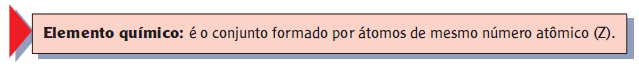 Elemento químico: é o conjunto formado por átomos de mesmo número atômico (Z).